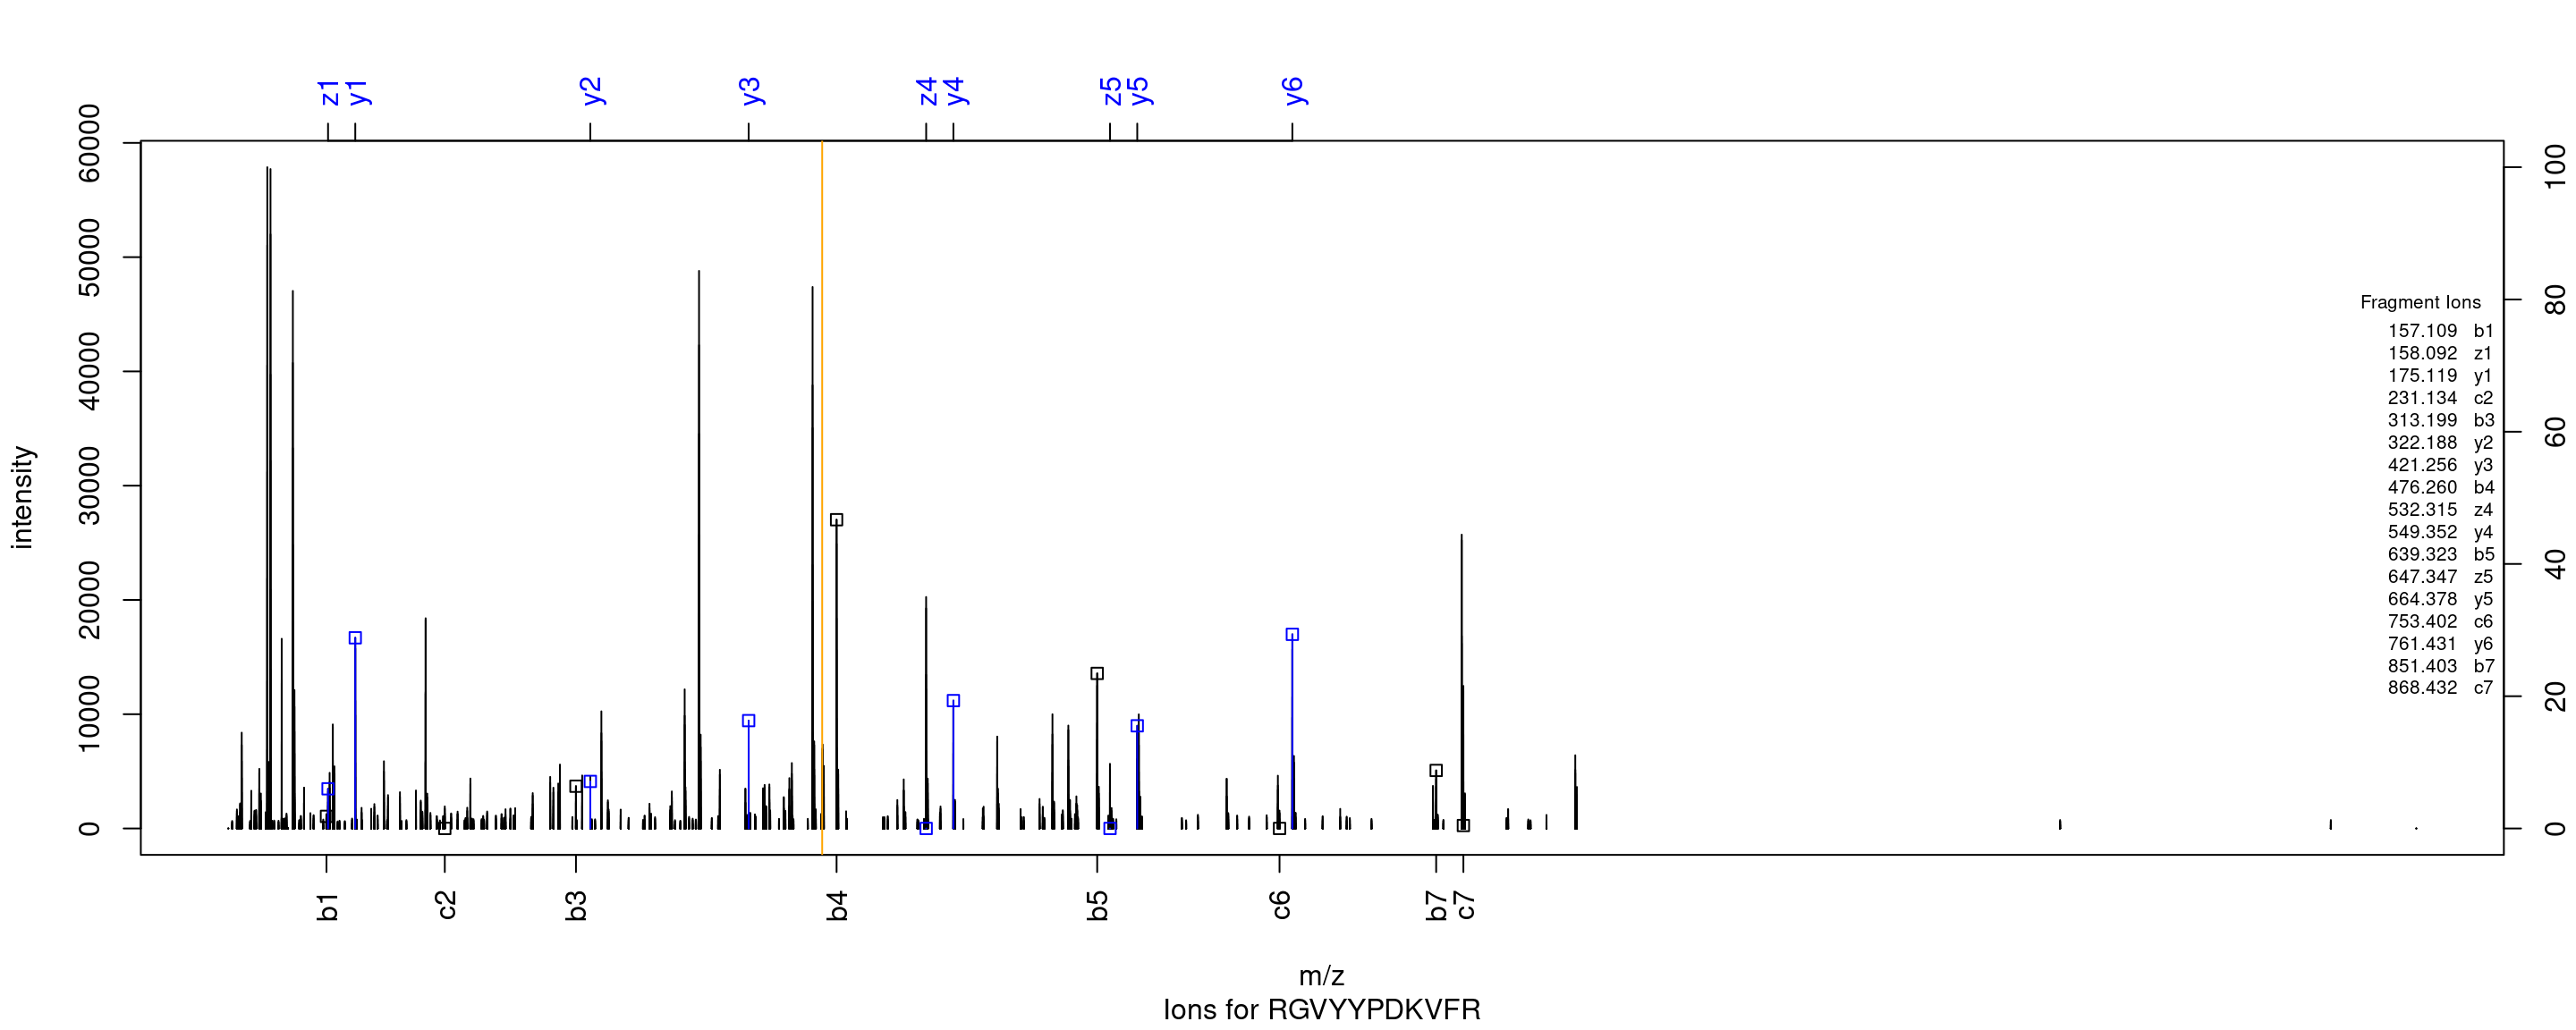 z1 y1 y2 y3 z4 y4 z5 y5 y6
60000
50000
40000
30000
20000
10000
0
intensity
100
80
60
40
20
0
Fragment Ions
157.109 b1
158.092 z1
175.119 y1
231.134 c2
313.199 b3
322.188 y2
421.256 y3
476.260 b4
532.315 z4
549.352 y4
639.323 b5
647.347 z5
664.378 y5
753.402 c6
761.431 y6
851.403 b7
868.432 c7
b1 c2 b3 b4 b5 c6 b7 c7
m/z
Ions for RGVYYPDKVFR